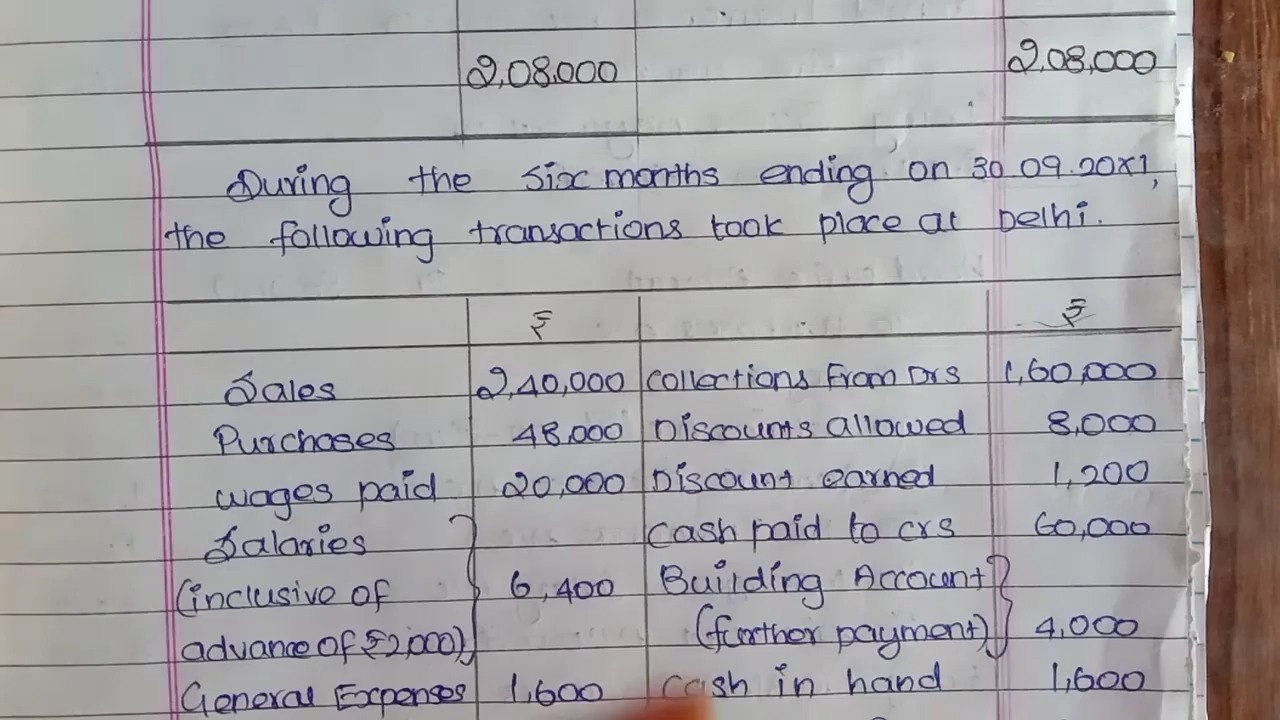 2,08,000 2,08,000
During the six months ending on 30.09.20x1,
the following transactions took place at Delhi.
₹ ₹
Sales 2,40,000 Collections from Drs 1,60,000
Purchases 48,000 Discounts allowed 8,000
wages paid 20,000 Discount earned 1,200
Salaries Cash paid to crs 60,000
(inclusive of 6,400 Building Account
advance of ₹2,000) (further payment) 4,000
General Expenses 1,600 Cash in hand 1,600